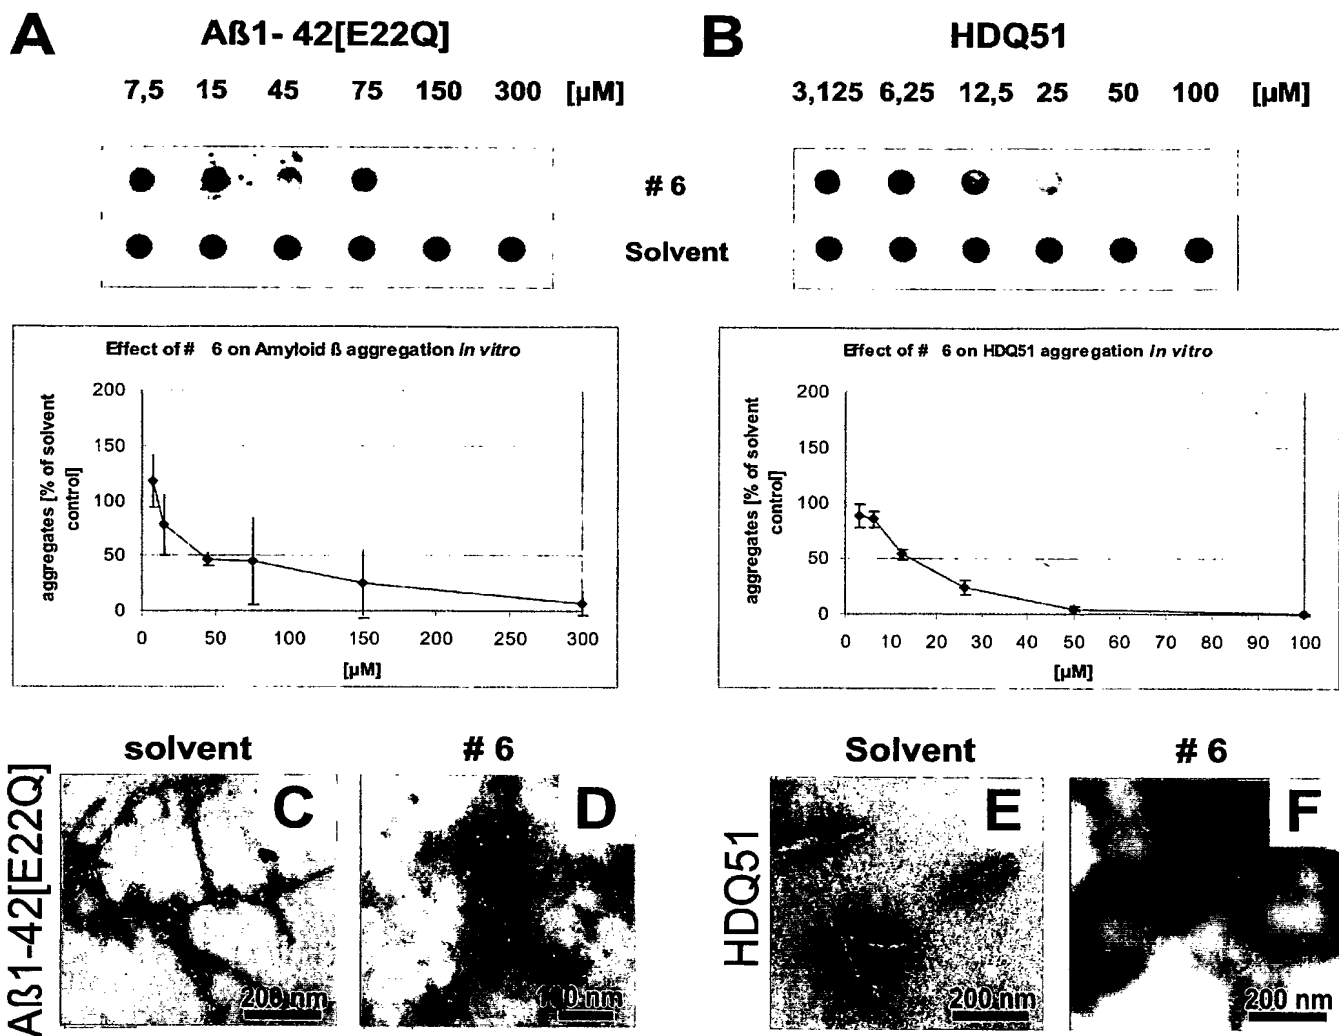 A Aß1- 42[E22Q]
7,5 15 45 75 150 300 [µM]
# 6
Solvent
B HDQ51
3,125 6,25 12,5 25 50 100 [µM]
Effect of # 6 on Amyloid ß aggregation in vitro
aggregates [% of solvent
control]
200
150
100
50
0
0 50 100 150 200 250 300
[µM]
Effect of # 6 on HDQ51 aggregation in vitro
aggregates [% of solvent
control]
200
150
100
50
0
0 10 20 30 40 50 60 70 80 90 100
[µM]
Aß1-42[E22Q]
solvent
C
200 nm
# 6
D
100 nm
HDQ51
Solvent
E
200 nm
# 6
F
200 nm